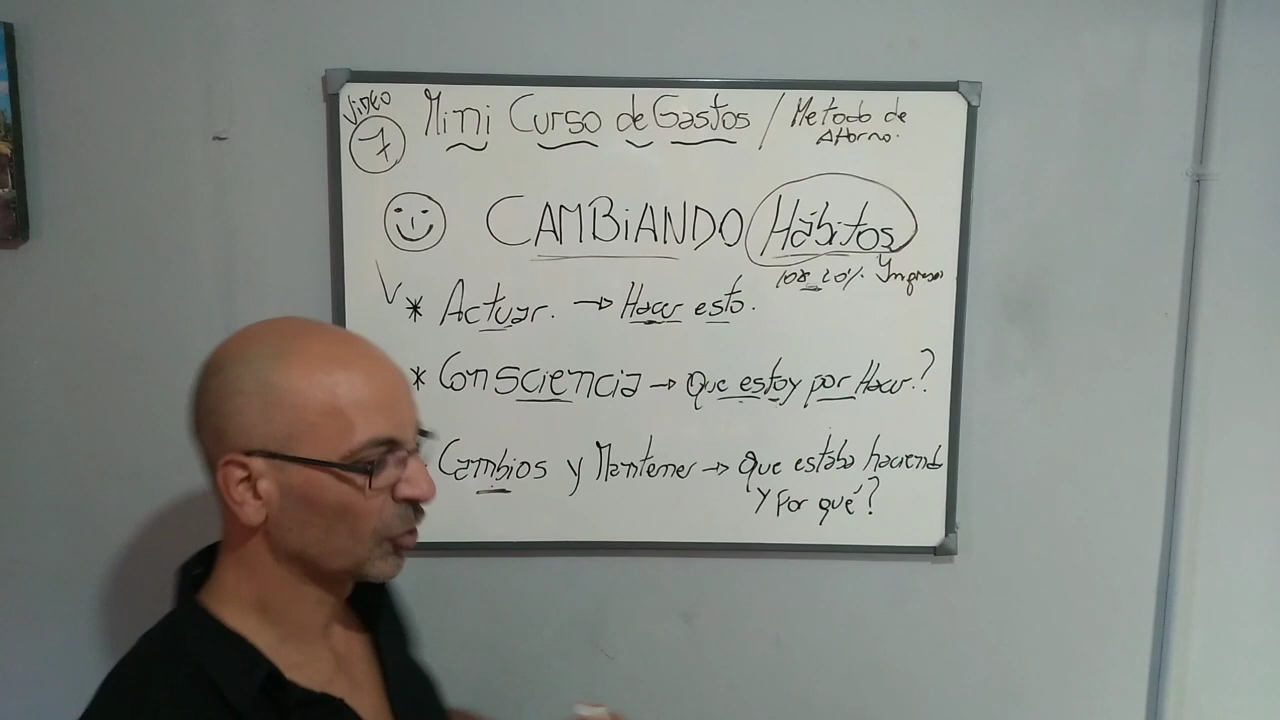 VIDEO
7
Mini Curso de Gastos / Metodo de
Ahorro.
CAMBiANDO Hábitos
10% 20% Y Ingresos
* Actuar. → Hacer esto.
* Consciencia → Que estoy por Hacer?
Cambios y Mantener → Que estaba haciend
Y Por qué?